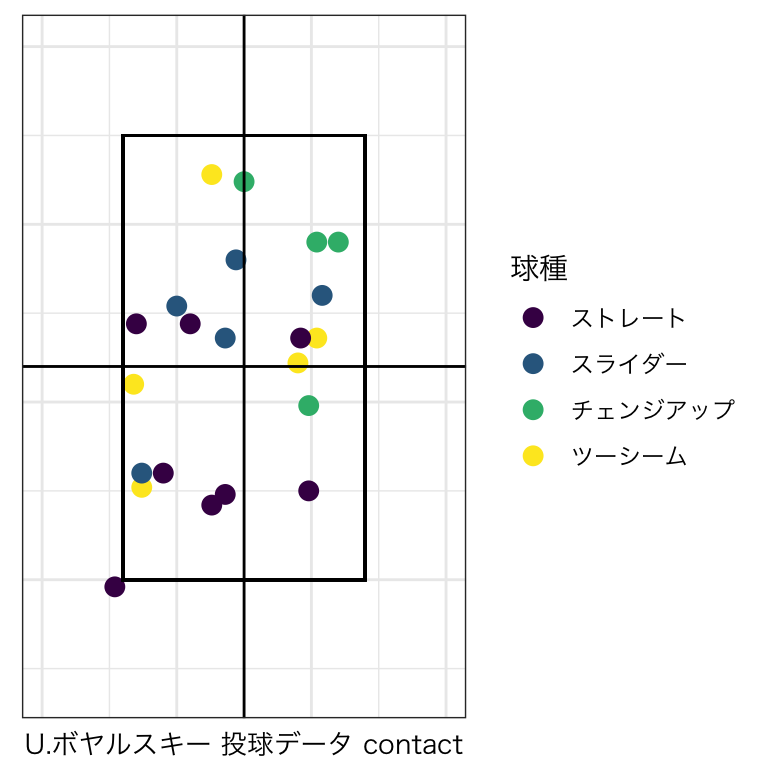 球種
ストレート
スライダー
チェンジアップ
ツーシーム
U.ボヤルスキー 投球データ contact